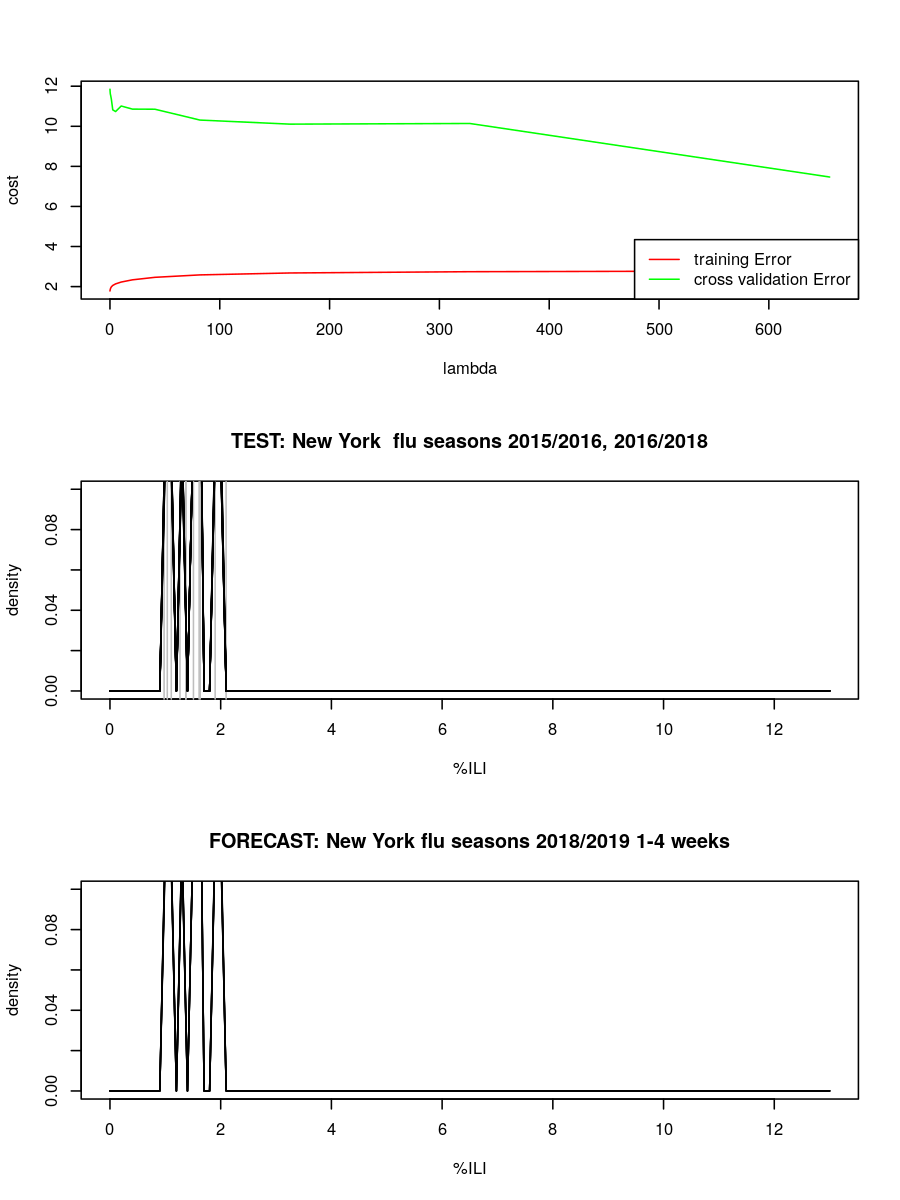 12
10
8
6
4
2
cost
training Error
cross validation Error
0 100 200 300 400 500 600
lambda
TEST: New York  flu seasons 2015/2016, 2016/2018
0.08
0.04
0.00
density
0 2 4 6 8 10 12
%ILI
FORECAST: New York flu seasons 2018/2019 1-4 weeks
0.08
0.04
0.00
density
0 2 4 6 8 10 12
%ILI